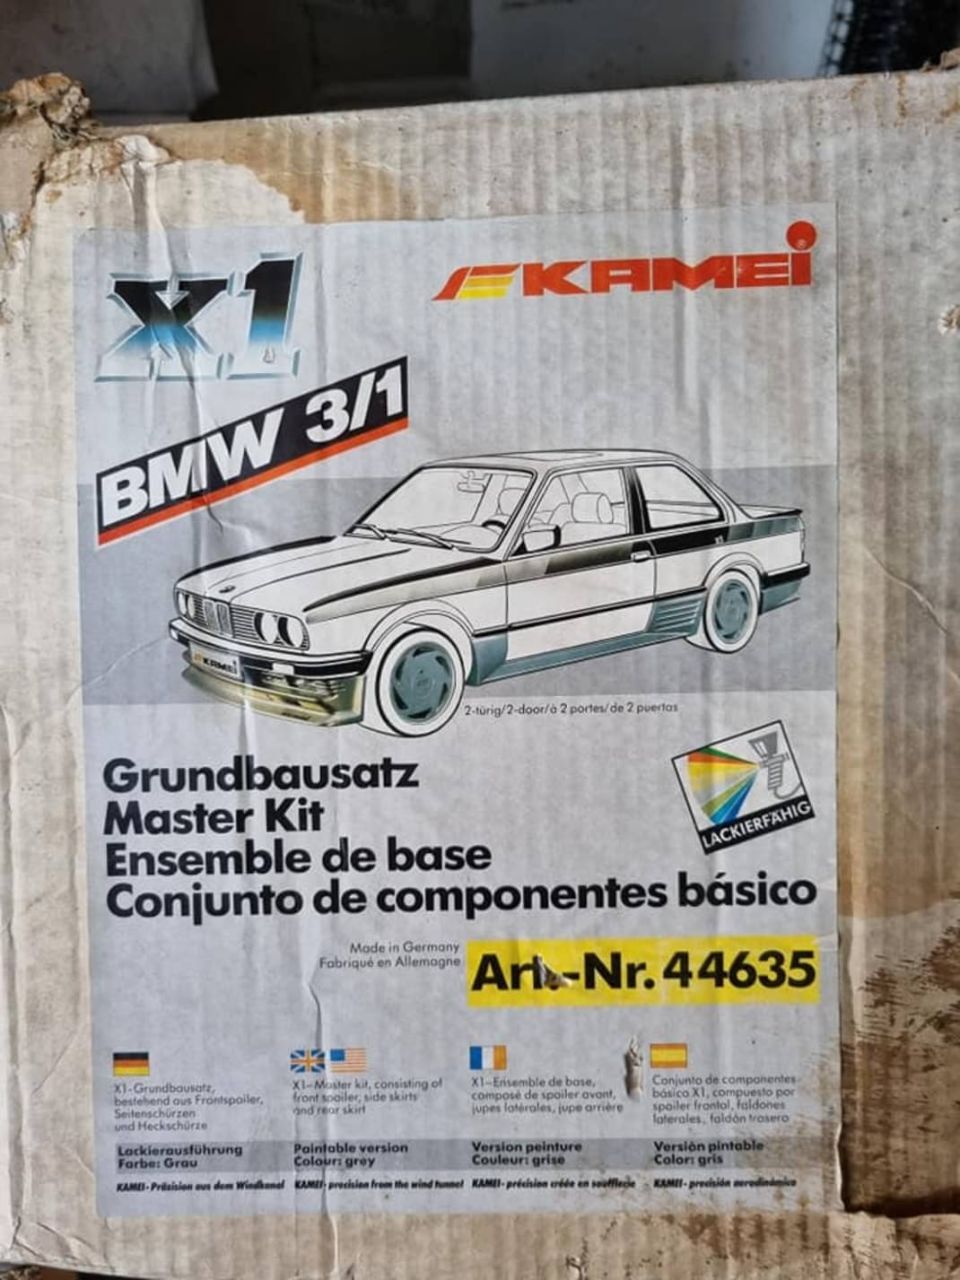 X1
KAMEI®
BMW 3/1
KAMEI
2-türig/2-door/à 2 portes/de 2 puertas
Grundbausatz
Master Kit
Ensemble de base
Conjunto de componentes básico
LACKIERFÄHIG
Made in Germany
Fabriqué en Allemagne
Art.-Nr. 44635
X1-Grundbausatz,
bestehend aus Frontspoiler,
Seitenschürzen
und Heckschürze
Lackierausführung
Farbe: Grau
KAMEI-Präzision aus dem Windkanal
X1-Master kit, consisting of
front spoiler, side skirts
and rear skirt
Paintable version
Colour: grey
KAMEI-precision from the wind tunnel
X1-Ensemble de base,
composé de spoiler avant,
jupes latérales, jupe arrière
Version peinture
Couleur: grise
KAMEI-précision créée en soufflerie
Conjunto de componentes
básico X1, compuesto por
spoiler frontal, faldones
laterales, faldón trasero
Versión pintable
Color: gris
KAMEI-precisión aerodinámica